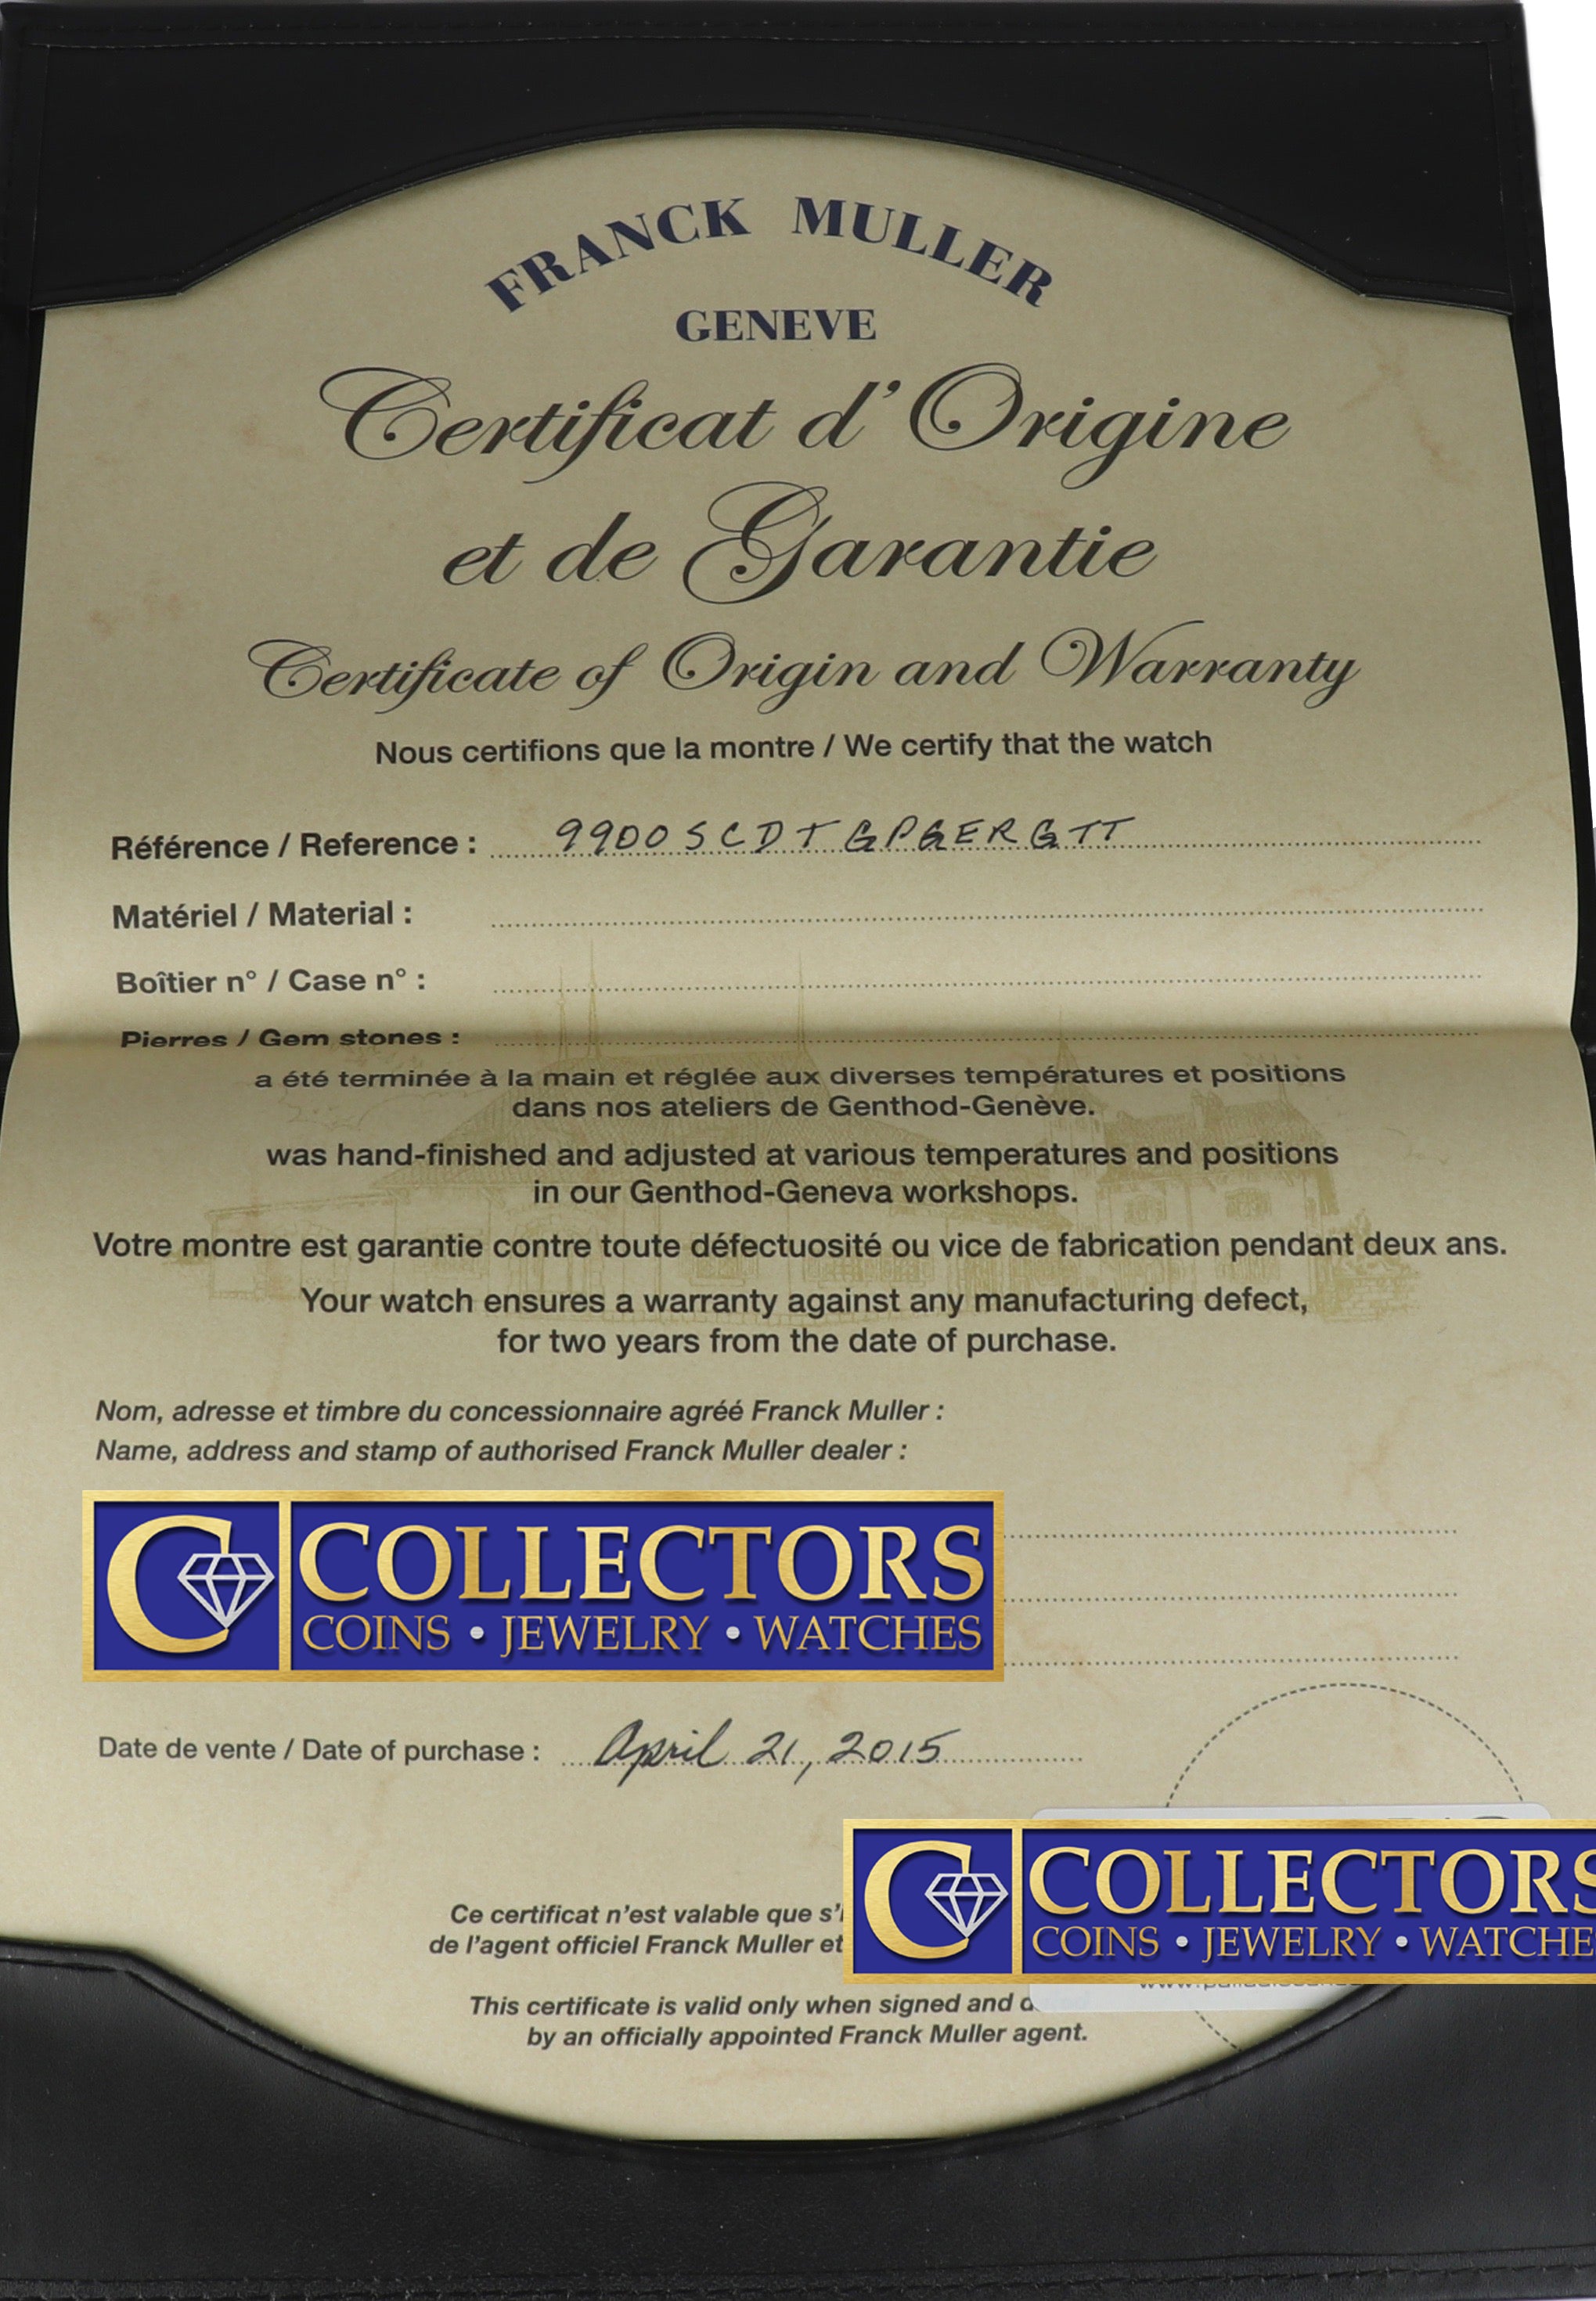 FRANCK MULLER
GENEVE
Certificat d'Origine
et de Garantie
Certificate of Origin and Warranty
Nous certifions que la montre / We certify that the watch
Référence / Reference : 9900 SC DT GPGERGTT
Matériel / Material :
Boîtier n° / Case n° :
Pierres / Gem stones :
a été terminée à la main et réglée aux diverses températures et positions
dans nos ateliers de Genthod-Genève.
was hand-finished and adjusted at various temperatures and positions
in our Genthod-Geneva workshops.
Votre montre est garantie contre toute défectuosité ou vice de fabrication pendant deux ans.
Your watch ensures a warranty against any manufacturing defect,
for two years from the date of purchase.
Nom, adresse et timbre du concessionnaire agréé Franck Muller :
Name, address and stamp of authorised Franck Muller dealer :
C COLLECTORS
COINS • JEWELRY • WATCHES
Date de vente / Date of purchase : April 21, 2015
C COLLECTORS
COINS • JEWELRY • WATCHE
Ce certificat n'est valable que s'
de l'agent officiel Franck Muller et
This certificate is valid only when signed and
by an officially appointed Franck Muller agent.